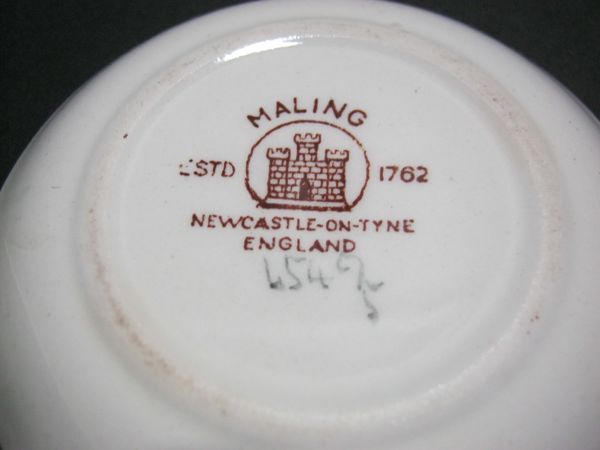 MALING
ESTD 1762
NEWCASTLE-ON-TYNE
ENGLAND